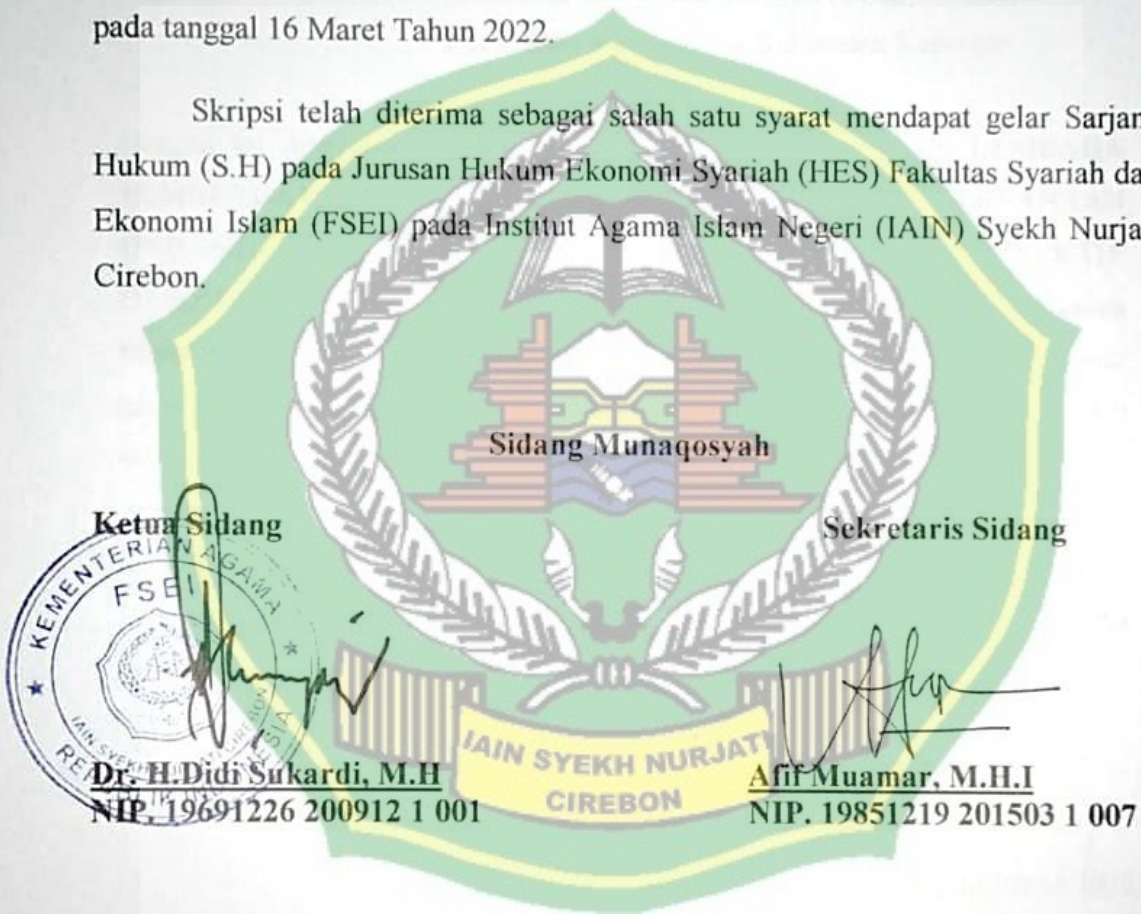 pada tanggal 16 Maret Tahun 2022.
Skripsi telah diterima sebagai salah satu syarat mendapat gelar Sarjan
Hukum (S.H) pada Jurusan Hukum Ekonomi Syariah (HES) Fakultas Syariah da
Ekonomi Islam (FSEI) pada Institut Agama Islam Negeri (IAIN) Syekh Nurja
Cirebon.
Sidang Munaqosyah
Ketua Sidang
Sekretaris Sidang
KEMENTERIAN AGAMA
FSEI
IAIN SYEKH CIREBON
Dr. H.Didi Sukardi, M.H
NIP. 19691226 200912 1 001
IAIN SYEKH NURJATI
CIREBON
Afif Muamar, M.H.I
NIP. 19851219 201503 1 007